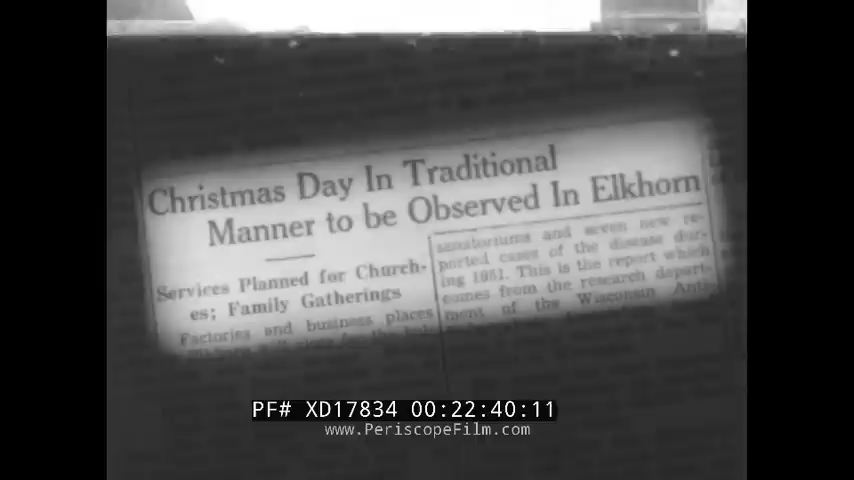 Christmas Day In Traditional
Manner to be Observed In Elkhorn
Services Planned for Church-
es; Family Gatherings
Factories and business places
sanatoriums and seven new re-
ported cases of the disease dur-
ing 1951. This is the report which
comes from the research depart-
ment of the Wisconsin Anti-
PF# XD17834 00:22:40:11
www.PeriscopeFilm.com